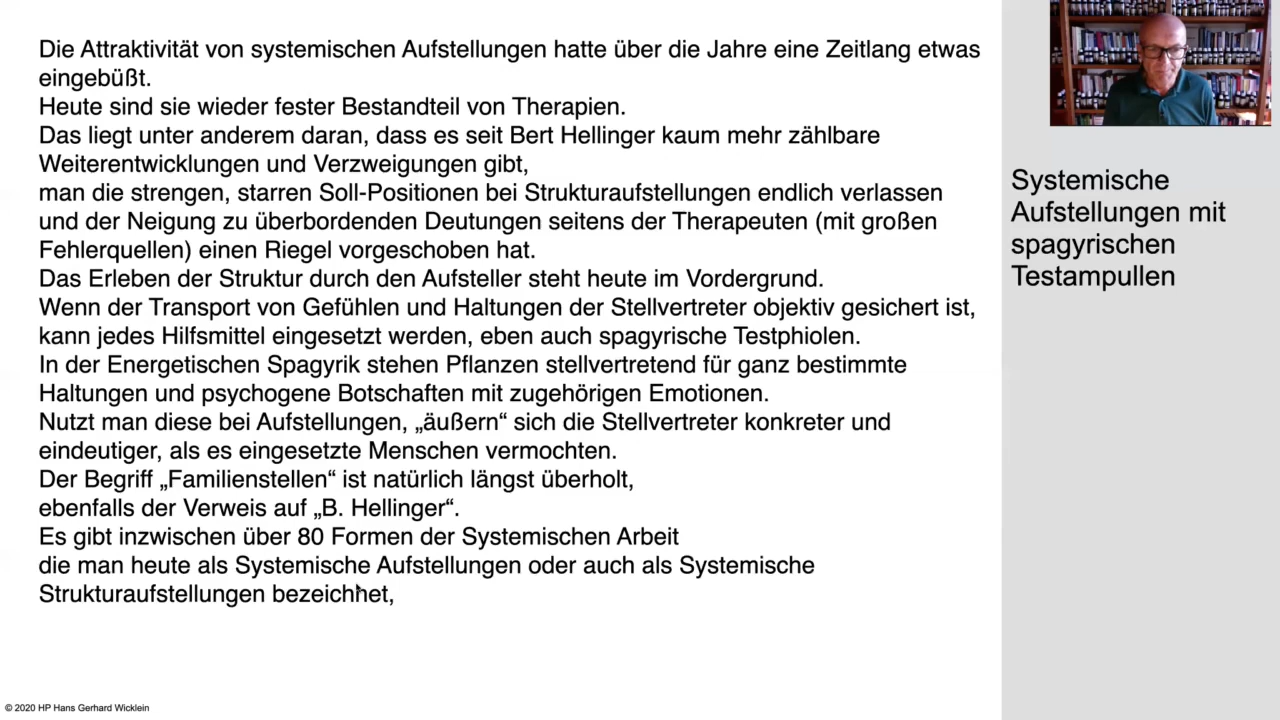 Die Attraktivität von systemischen Aufstellungen hatte über die Jahre eine Zeitlang etwas
eingebüßt.
Heute sind sie wieder fester Bestandteil von Therapien.
Das liegt unter anderem daran, dass es seit Bert Hellinger kaum mehr zählbare
Weiterentwicklungen und Verzweigungen gibt,
man die strengen, starren Soll-Positionen bei Strukturaufstellungen endlich verlassen
und der Neigung zu überbordenden Deutungen seitens der Therapeuten (mit großen
Fehlerquellen) einen Riegel vorgeschoben hat.
Das Erleben der Struktur durch den Aufsteller steht heute im Vordergrund.
Wenn der Transport von Gefühlen und Haltungen der Stellvertreter objektiv gesichert ist,
kann jedes Hilfsmittel eingesetzt werden, eben auch spagyrische Testphiolen.
In der Energetischen Spagyrik stehen Pflanzen stellvertretend für ganz bestimmte
Haltungen und psychogene Botschaften mit zugehörigen Emotionen.
Nutzt man diese bei Aufstellungen, „äußern“ sich die Stellvertreter konkreter und
eindeutiger, als es eingesetzte Menschen vermochten.
Der Begriff „Familienstellen“ ist natürlich längst überholt,
ebenfalls der Verweis auf „B. Hellinger“.
Es gibt inzwischen über 80 Formen der Systemischen Arbeit
die man heute als Systemische Aufstellungen oder auch als Systemische
Strukturaufstellungen bezeichnet,
Systemische
Aufstellungen mit
spagyrischen
Testampullen
© 2020 HP Hans Gerhard Wicklein